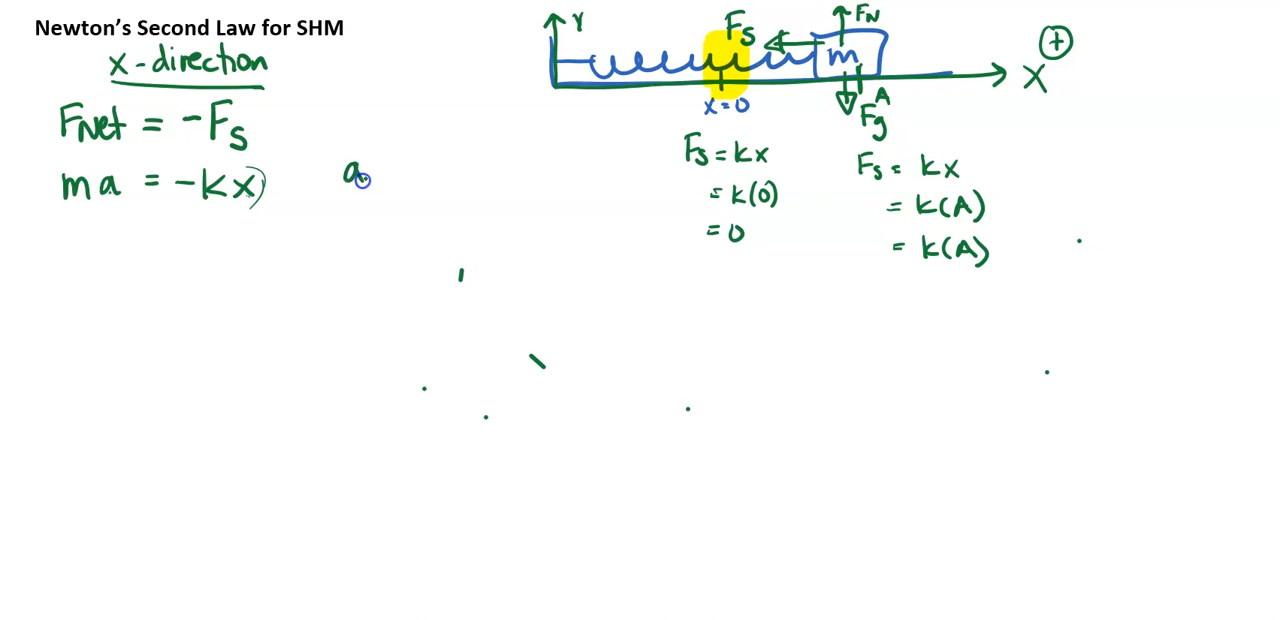 Newton's Second Law for SHM
x-direction
FNet = -Fs
ma = -kx)
a
Y
Fs
FN
m
+
X
x=0
A
Fg
Fs = kx
= k(0)
= 0
Fs = kx
= k(A)
= k(A)